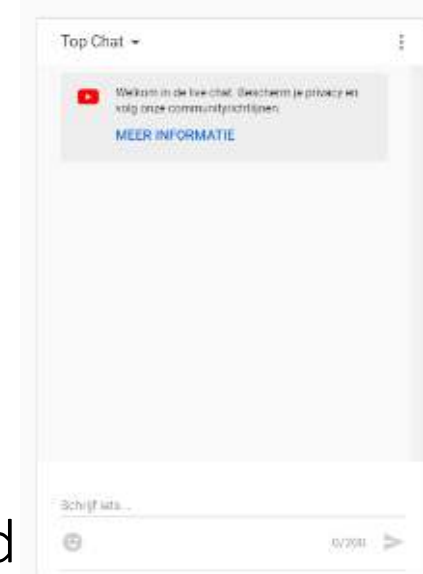 Top Chat
Welkom in de live chat. Bescherm je privacy en
volg onze communityrichtlijnen.
MEER INFORMATIE
Schrijf iets...
d
0/200